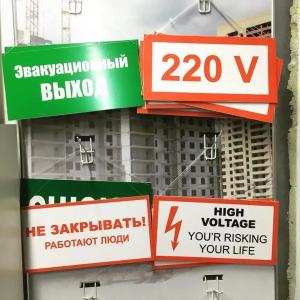 Эвакуационный
ВЫХОД
220 V
НЕ ЗАКРЫВАТЬ!
РАБОТАЮТ ЛЮДИ
HIGH
VOLTAGE
YOU'R RISKING
YOUR LIFE